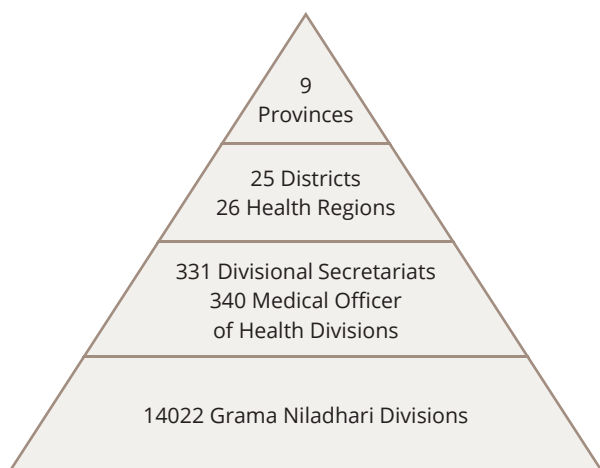 9
Provinces
25 Districts
26 Health Regions
331 Divisional Secretariats
340 Medical Officer
of Health Divisions
14022 Grama Niladhari Divisions